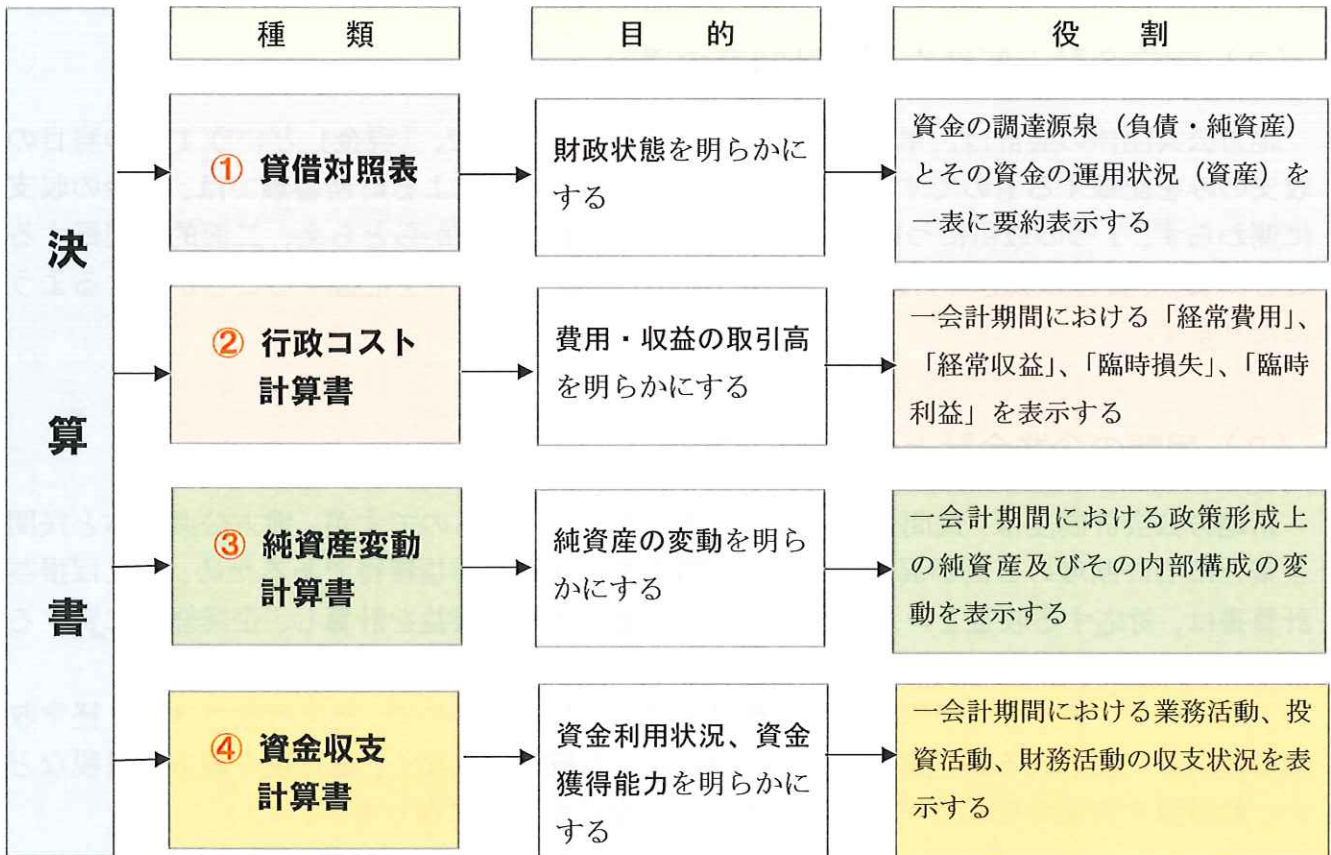 種 類
目 的
役 割
決算書
① 貸借対照表
財政状態を明らかに
する
資金の調達源泉(負債・純資産)
とその資金の運用状況(資産)を
一表に要約表示する
② 行政コスト
計算書
費用・収益の取引高
を明らかにする
一会計期間における「経常費用」、
「経常収益」、「臨時損失」、「臨時
利益」を表示する
③ 純資産変動
計算書
純資産の変動を明ら
かにする
一会計期間における政策形成上
の純資産及びその内部構成の変
動を表示する
④ 資金収支
計算書
資金利用状況、資金
獲得能力を明らかに
する
一会計期間における業務活動、投
資活動、財務活動の収支状況を表
示する